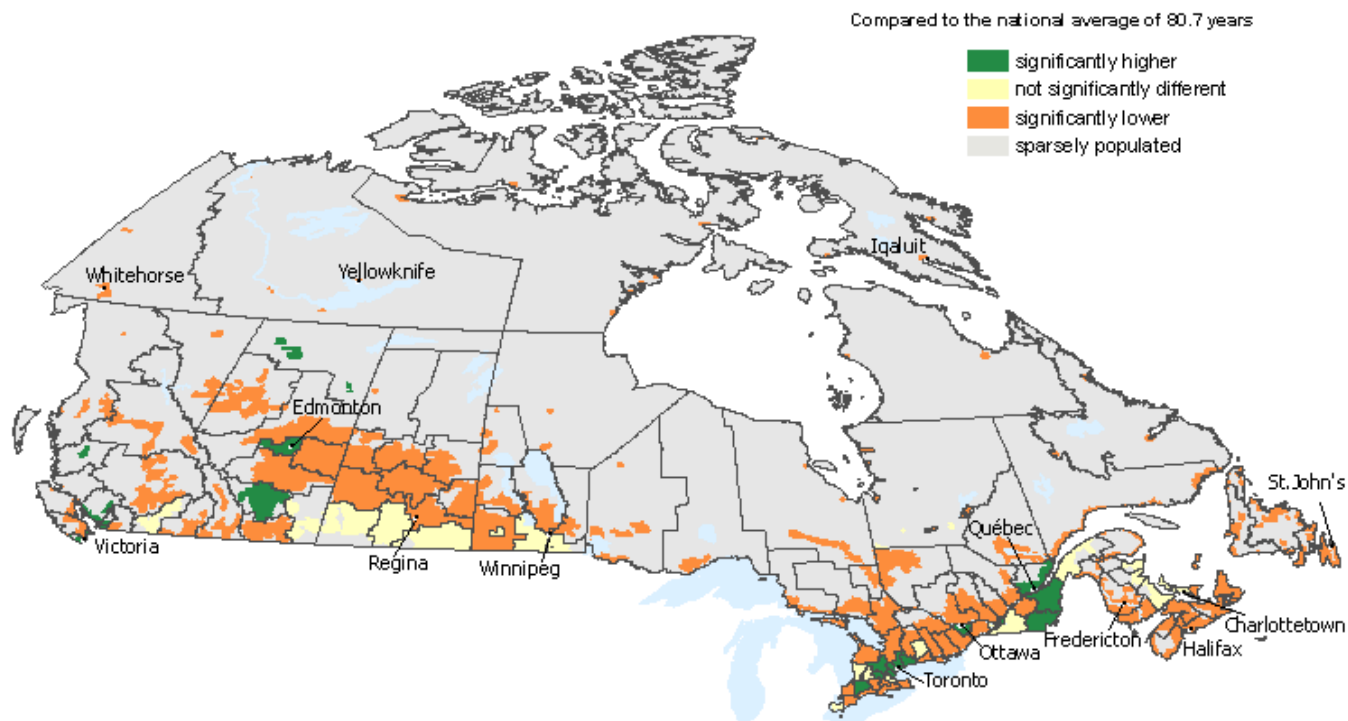 Compared to the national average of 80.7 years
significantly higher
not significantly different
significantly lower
sparsely populated
Iqaluit
Whitehorse
Yellowknife
Edmonton
St.John's
Québec
Victoria
Regina
Winnipeg
Charlottetown
Fredericton
Halifax
Ottawa
Toronto